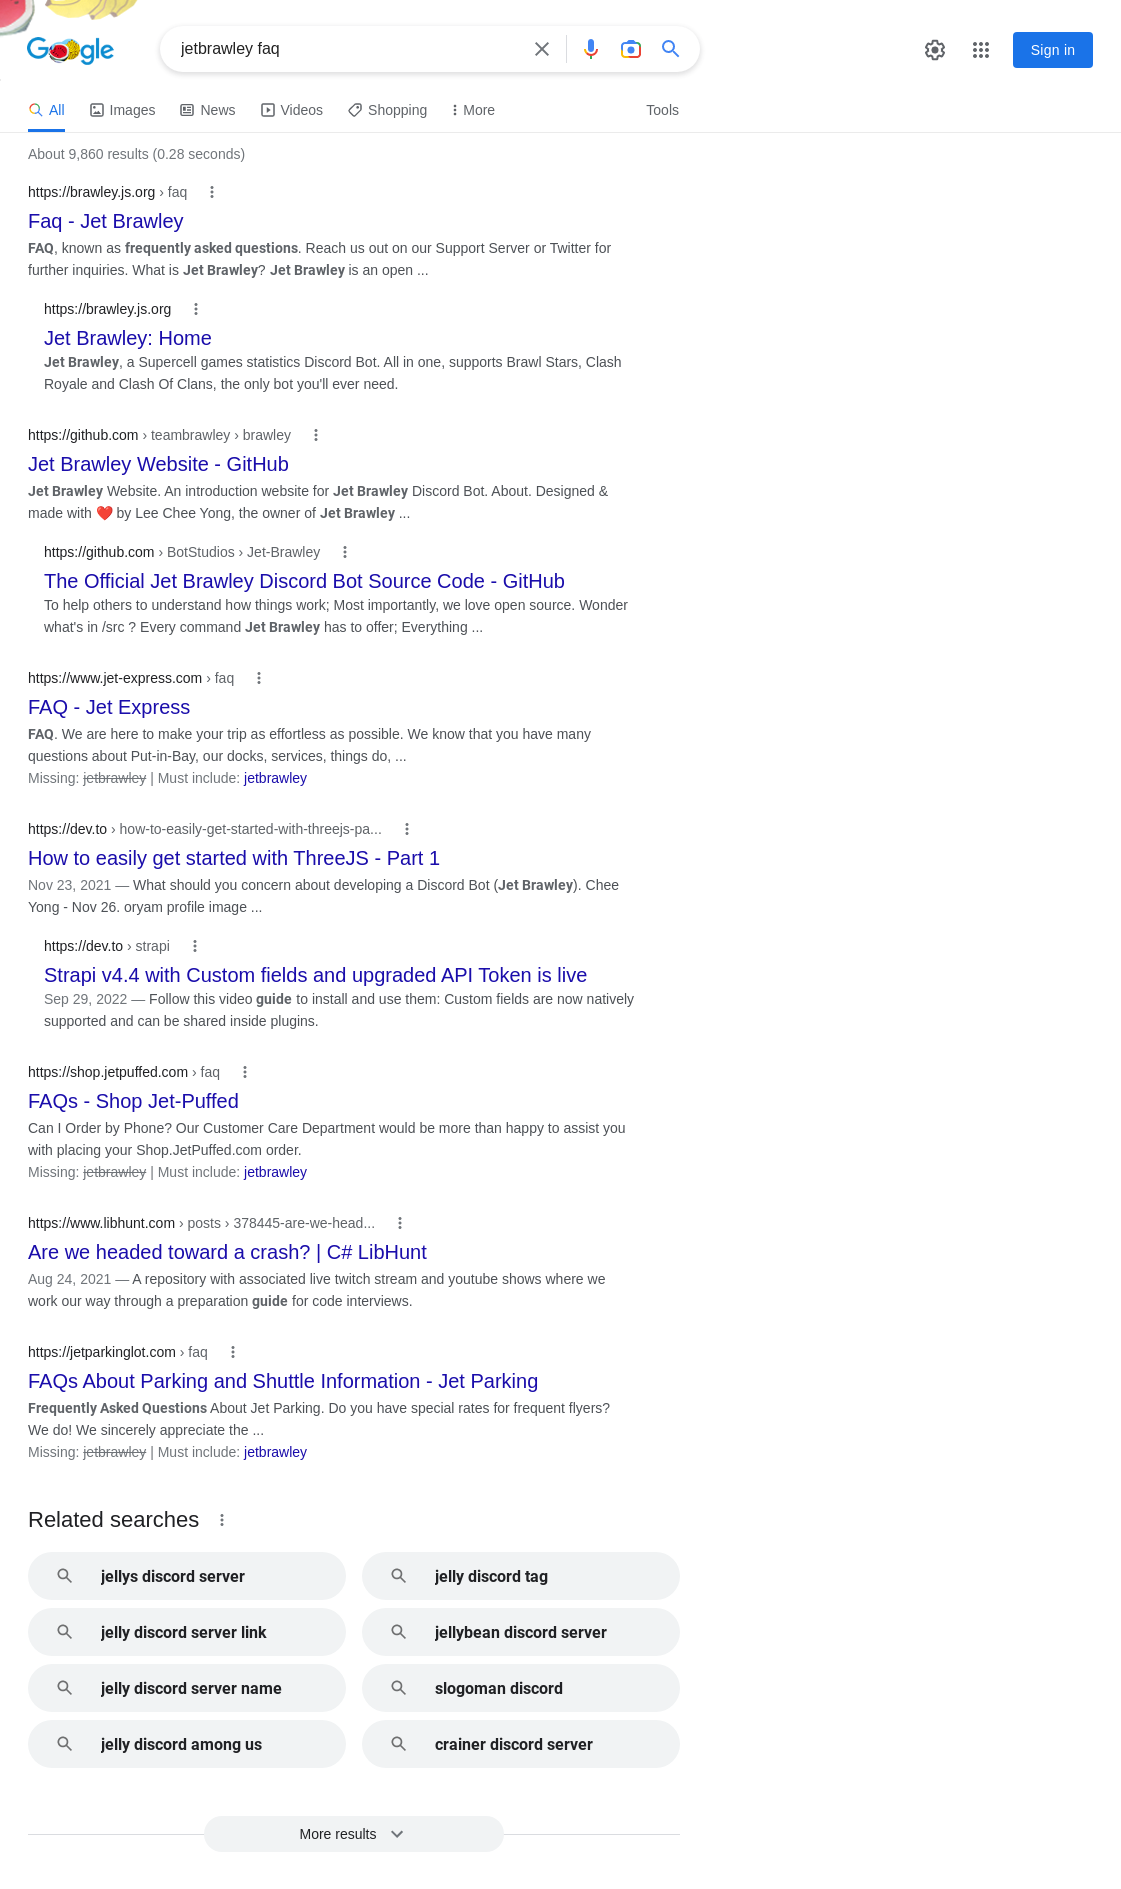 Google
jetbrawley faq
Sign in
All
Images
News
Videos
Shopping
More
Tools
About 9,860 results (0.28 seconds)
https://brawley.js.org › faq
Faq - Jet Brawley
FAQ, known as frequently asked questions. Reach us out on our Support Server or Twitter for
further inquiries. What is Jet Brawley? Jet Brawley is an open ...
https://brawley.js.org
Jet Brawley: Home
Jet Brawley, a Supercell games statistics Discord Bot. All in one, supports Brawl Stars, Clash
Royale and Clash Of Clans, the only bot you'll ever need.
https://github.com › teambrawley › brawley
Jet Brawley Website - GitHub
Jet Brawley Website. An introduction website for Jet Brawley Discord Bot. About. Designed &
made with ❤️ by Lee Chee Yong, the owner of Jet Brawley ...
https://github.com › BotStudios › Jet-Brawley
The Official Jet Brawley Discord Bot Source Code - GitHub
To help others to understand how things work; Most importantly, we love open source. Wonder
what's in /src ? Every command Jet Brawley has to offer; Everything ...
https://www.jet-express.com › faq
FAQ - Jet Express
FAQ. We are here to make your trip as effortless as possible. We know that you have many
questions about Put-in-Bay, our docks, services, things do, ...
Missing: jetbrawley | Must include: jetbrawley
https://dev.to › how-to-easily-get-started-with-threejs-pa...
How to easily get started with ThreeJS - Part 1
Nov 23, 2021 — What should you concern about developing a Discord Bot (Jet Brawley). Chee
Yong - Nov 26. oryam profile image ...
https://dev.to › strapi
Strapi v4.4 with Custom fields and upgraded API Token is live
Sep 29, 2022 — Follow this video guide to install and use them: Custom fields are now natively
supported and can be shared inside plugins.
https://shop.jetpuffed.com › faq
FAQs - Shop Jet-Puffed
Can I Order by Phone? Our Customer Care Department would be more than happy to assist you
with placing your Shop.JetPuffed.com order.
Missing: jetbrawley | Must include: jetbrawley
https://www.libhunt.com › posts › 378445-are-we-head...
Are we headed toward a crash? | C# LibHunt
Aug 24, 2021 — A repository with associated live twitch stream and youtube shows where we
work our way through a preparation guide for code interviews.
https://jetparkinglot.com › faq
FAQs About Parking and Shuttle Information - Jet Parking
Frequently Asked Questions About Jet Parking. Do you have special rates for frequent flyers?
We do! We sincerely appreciate the ...
Missing: jetbrawley | Must include: jetbrawley
Related searches
jellys discord server
jelly discord tag
jelly discord server link
jellybean discord server
jelly discord server name
slogoman discord
jelly discord among us
crainer discord server
More results